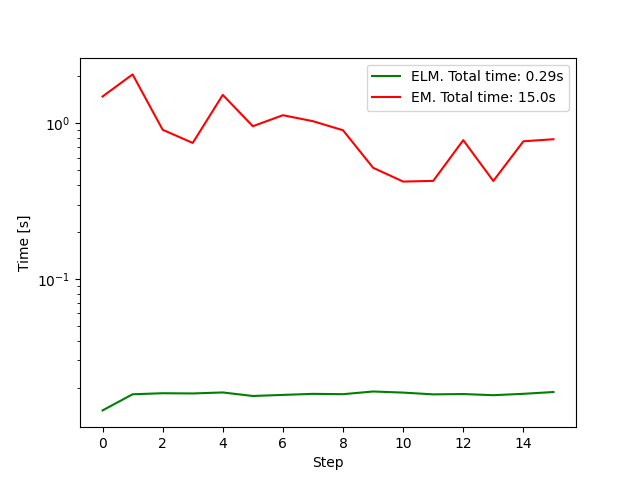 ELM. Total time: 0.29s
EM. Total time: 15.0s
Time [s]
10⁰
10⁻¹
0 2 4 6 8 10 12 14
Step